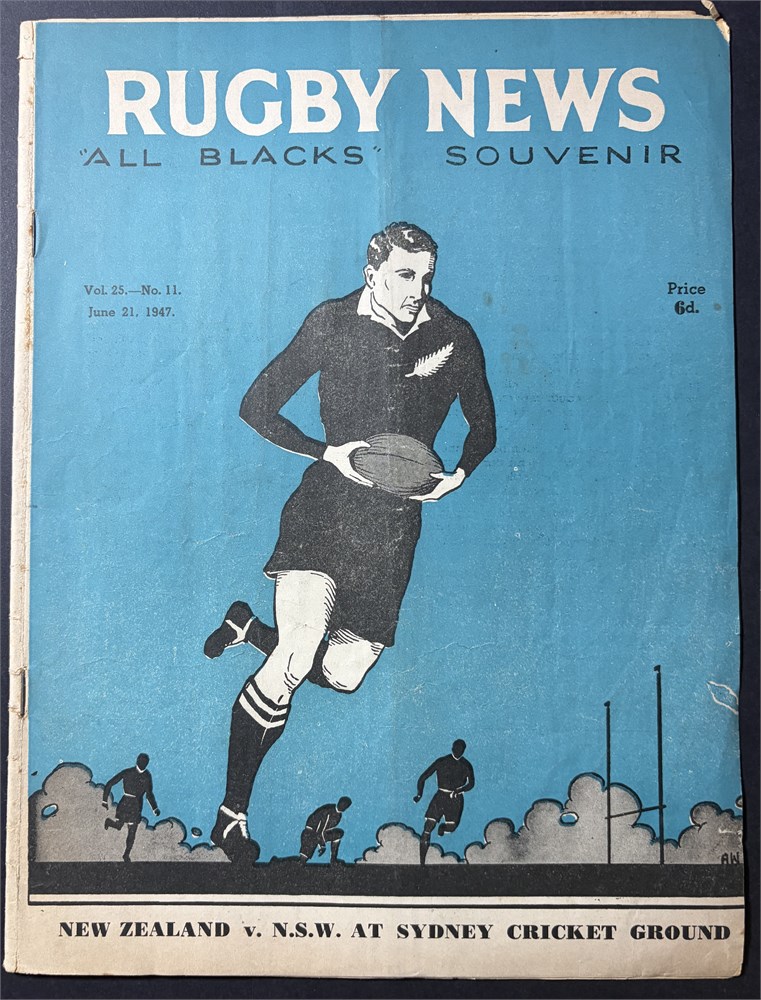 RUGBY NEWS
"ALL BLACKS" SOUVENIR
Vol. 25.—No. 11.
June 21, 1947.
Price
6d.
AW
NEW ZEALAND v. N.S.W. AT SYDNEY CRICKET GROUND